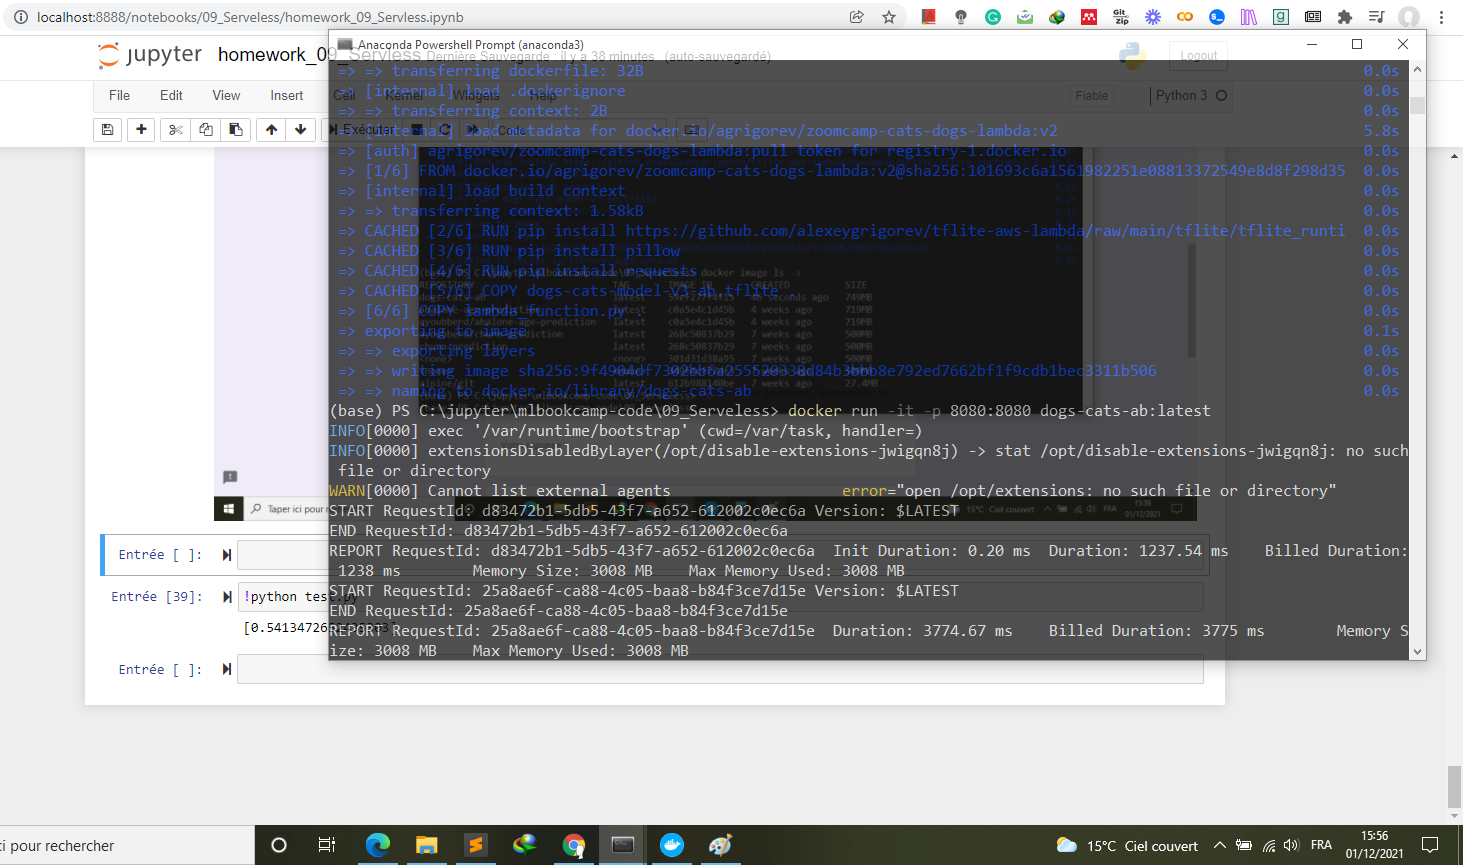 localhost:8888/notebooks/09_Serveless/homework_09_Servless.ipynb
Anaconda Powershell Prompt (anaconda3)
jupyter homework_09_Servless Dernière Sauvegarde : il y a 38 minutes (auto-sauvegardé)
Logout
File Edit View Insert Cell Kernel Widgets Help
Fiable Python 3
Exécuter
=> => transferring dockerfile: 32B 0.0s
=> [internal] load .dockerignore 0.0s
=> => transferring context: 2B 0.0s
=> [internal] load metadata for docker.io/agrigorev/zoomcamp-cats-dogs-lambda:v2 5.8s
=> [auth] agrigorev/zoomcamp-cats-dogs-lambda:pull token for registry-1.docker.io 0.0s
=> [1/6] FROM docker.io/agrigorev/zoomcamp-cats-dogs-lambda:v2@sha256:101693c6a1561982251e08813372549e8d8f298d35 0.0s
=> [internal] load build context 0.0s
=> => transferring context: 1.58kB 0.0s
=> CACHED [2/6] RUN pip install https://github.com/alexeygrigorev/tflite-aws-lambda/raw/main/tflite/tflite_runti 0.0s
=> CACHED [3/6] RUN pip install pillow 0.0s
=> CACHED [4/6] RUN pip install requests 0.0s
=> CACHED [5/6] COPY dogs-cats-model-v3-ab.tflite . 0.0s
=> [6/6] COPY lambda_function.py . 0.0s
=> exporting to image 0.1s
=> => exporting layers 0.0s
=> => writing image 0.0s
=> => naming to docker.io/library/dogs-cats-ab 0.0s
(base) PS C:\jupyter\mlbookcamp-code\09_Serveless> docker run -it -p 8080:8080 dogs-cats-ab:latest
INFO[0000] exec '/var/runtime/bootstrap' (cwd=/var/task, handler=)
INFO[0000] extensionsDisabledByLayer(/opt/disable-extensions-jwigqn8j) -> stat /opt/disable-extensions-jwigqn8j: no such
file or directory
WARN[0000] Cannot list external agents error="open /opt/extensions: no such file or directory"
START RequestId: d83472b1-5db5-43f7-a652-612002c0ec6a Version: $LATEST
END RequestId: d83472b1-5db5-43f7-a652-612002c0ec6a
REPORT RequestId: d83472b1-5db5-43f7-a652-612002c0ec6a Init Duration: 0.20 ms Duration: 1237.54 ms Billed Duration:
1238 ms Memory Size: 3008 MB Max Memory Used: 3008 MB
START RequestId: 25a8ae6f-ca88-4c05-baa8-b84f3ce7d15e Version: $LATEST
END RequestId: 25a8ae6f-ca88-4c05-baa8-b84f3ce7d15e
REPORT RequestId: 25a8ae6f-ca88-4c05-baa8-b84f3ce7d15e Duration: 3774.67 ms Billed Duration: 3775 ms Memory S
ize: 3008 MB Max Memory Used: 3008 MB
Taper ici pour r
Entrée [ ]:
Entrée [39]: !python test.py
Entrée [ ]:
ci pour rechercher
15°C Ciel couvert FRA 15:56
01/12/2021